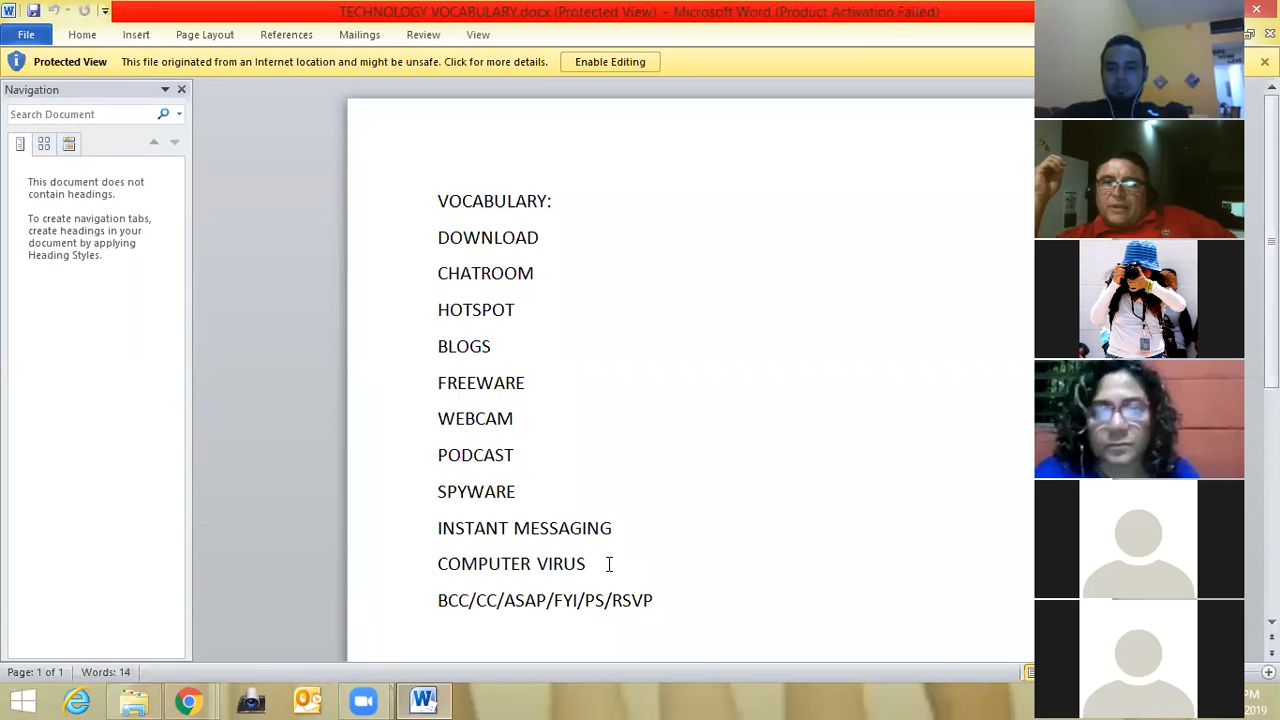 TECHNOLOGY VOCABULARY.docx (Protected View) - Microsoft Word (Product Activation Failed)
File Home Insert Page Layout References Mailings Review View
Protected View This file originated from an Internet location and might be unsafe. Click for more details. Enable Editing
Navigation
Search Document
This document does not
contain headings.
To create navigation tabs,
create headings in your
document by applying
Heading Styles.
VOCABULARY:
DOWNLOAD
CHATROOM
HOTSPOT
BLOGS
FREEWARE
WEBCAM
PODCAST
SPYWARE
INSTANT MESSAGING
COMPUTER VIRUS
BCC/CC/ASAP/FYI/PS/RSVP
Page: 1 of 1 Words: 14